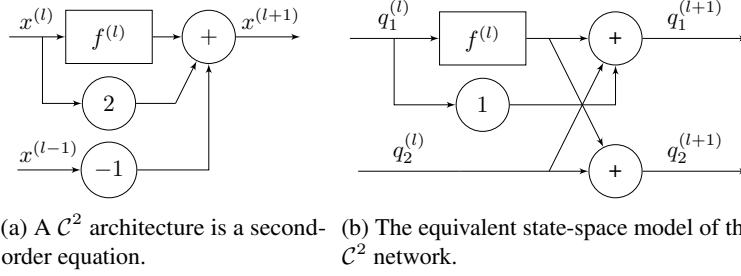 x^{(l)} f^{(l)} + x^{(l+1)}
2
x^{(l-1)} −1
q_1^{(l)} f^{(l)} + q_1^{(l+1)}
1
q_2^{(l)} + q_2^{(l+1)}
(a) A C^2 architecture is a second-
order equation.
(b) The equivalent state-space model of th
C^2 network.